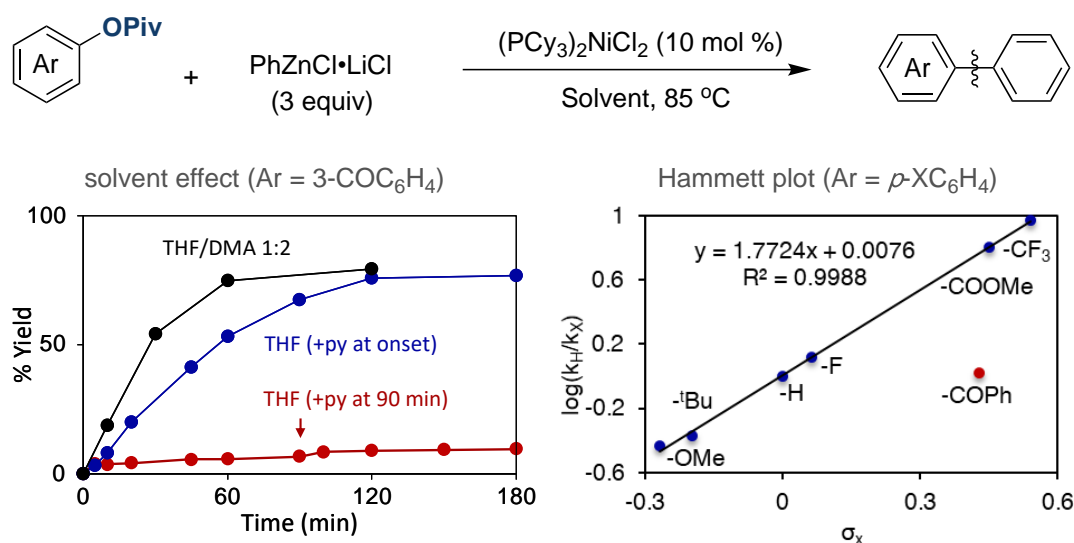 OPiv
Ar
+
PhZnCl•LiCl
(3 equiv)
(PCy₃)₂NiCl₂ (10 mol %)
Solvent, 85 ºC
Ar
solvent effect (Ar = 3-COC₆H₄)
100
50
0
% Yield
THF/DMA 1:2
THF (+py at onset)
THF (+py at 90 min)
0
60
120
180
Time (min)
Hammett plot (Ar = p-XC₆H₄)
1
0.6
0.2
-0.2
-0.6
log(kH/kX)
y = 1.7724x + 0.0076
R² = 0.9988
-CF₃
-COOMe
-F
-H
-COPh
-ᵗBu
-OMe
-0.3
0
0.3
0.6
σₓ